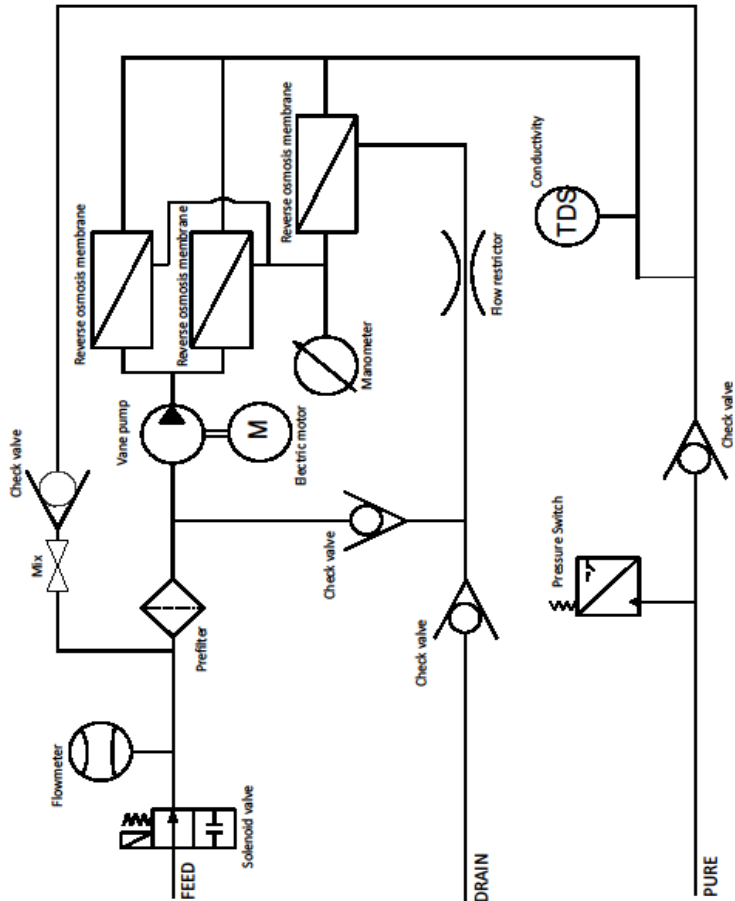 Check valve
Mix
Flowmeter
Solenoid valve
FEED
Prefilter
Vane pump
M
Electric motor
Reverse osmosis membrane
Reverse osmosis membrane
Reverse osmosis membrane
Manometer
Check valve
Check valve
DRAIN
Flow restrictor
Conductivity
TDS
Pressure Switch
Check valve
PURE